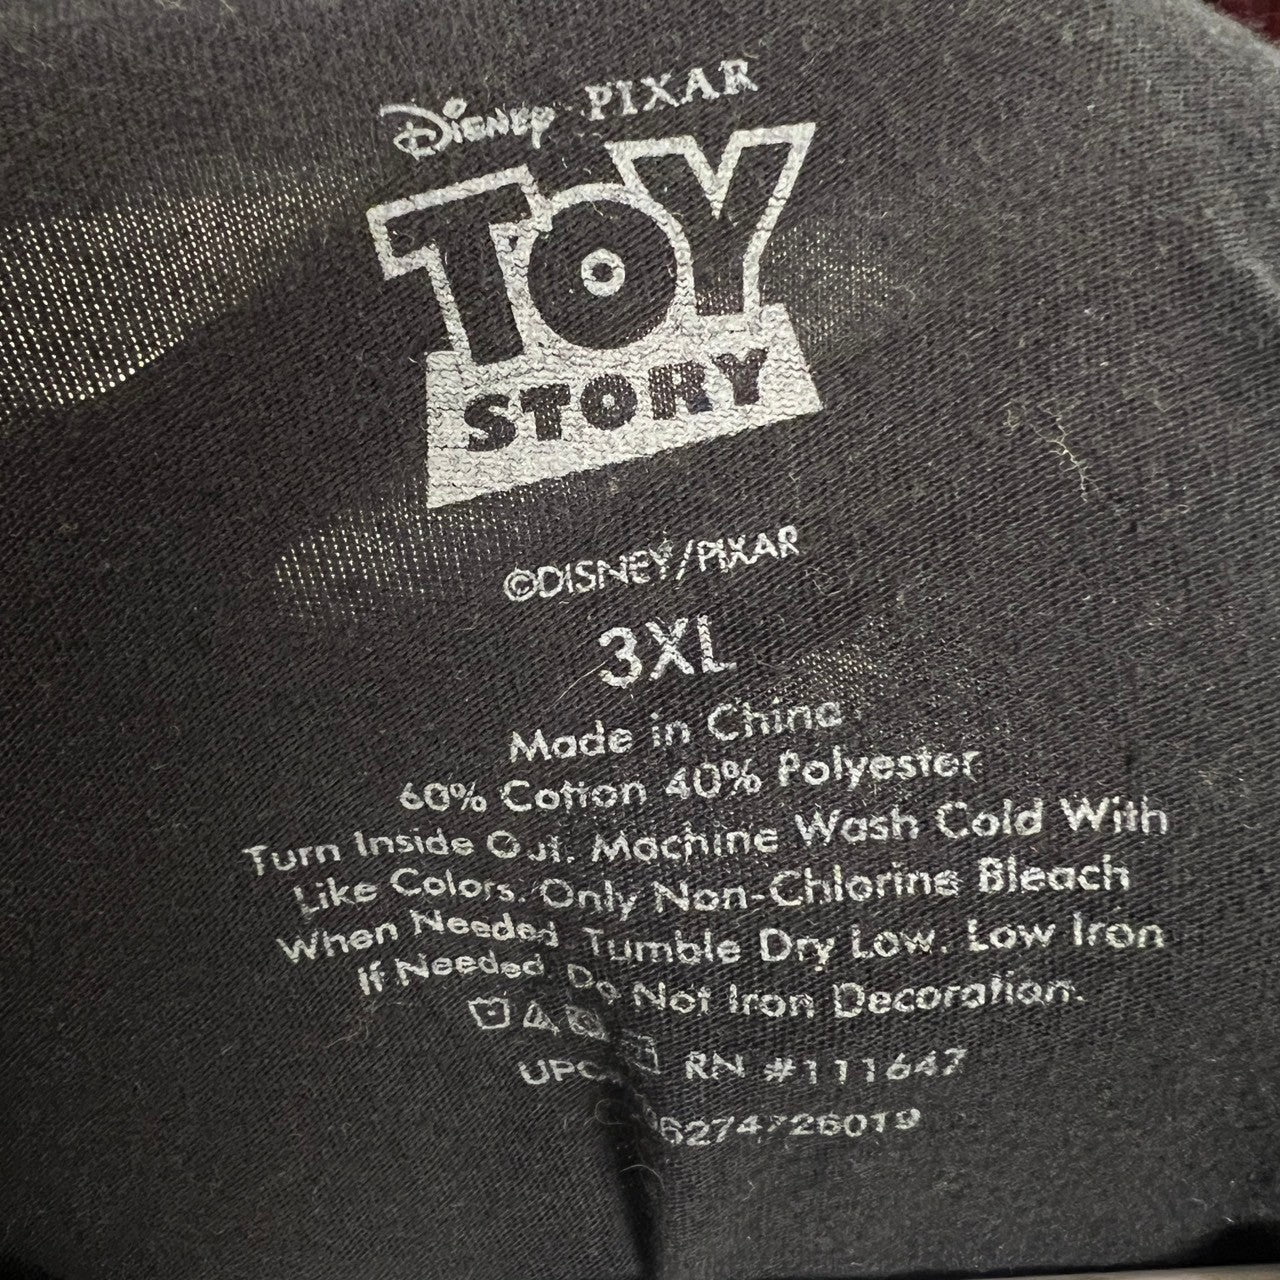 Disney · PIXAR
TOY
STORY
©DISNEY/PIXAR
3XL
Made in China
60% Cotton 40% Polyester
Turn Inside Out. Machine Wash Cold With
Like Colors. Only Non-Chlorine Bleach
When Needed. Tumble Dry Low. Low Iron
If Needed. Do Not Iron Decoration.
RN #111647